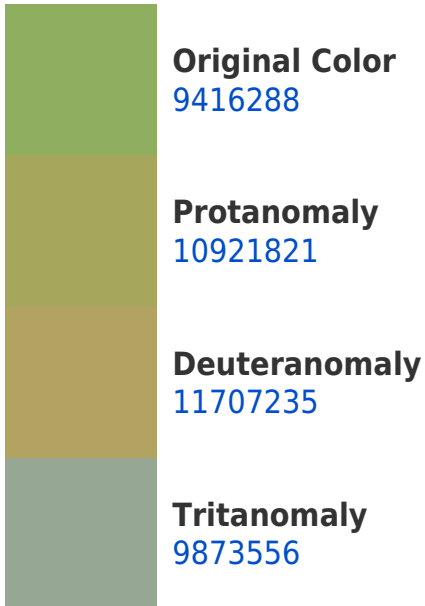 Original Color
9416288
Protanomaly
10921821
Deuteranomaly
11707235
Tritanomaly
9873556